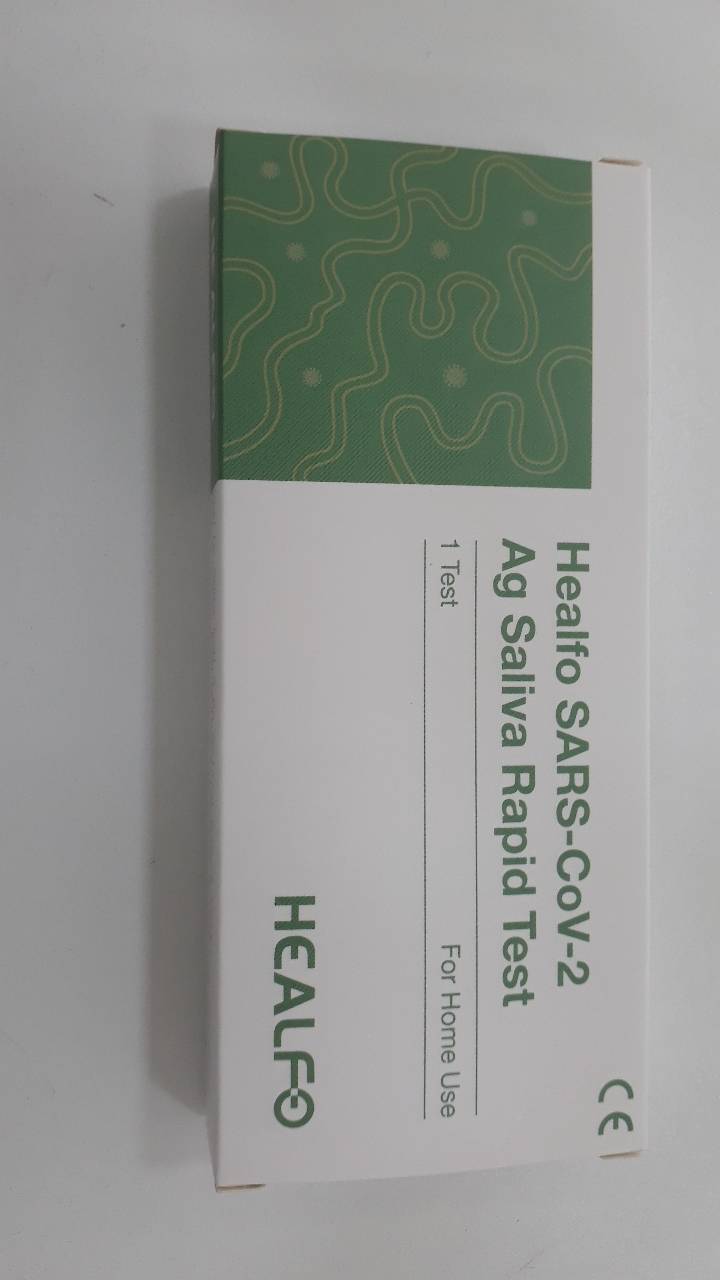 CE
Healfo SARS-CoV-2
Ag Saliva Rapid Test
1 Test For Home Use
HEALFO